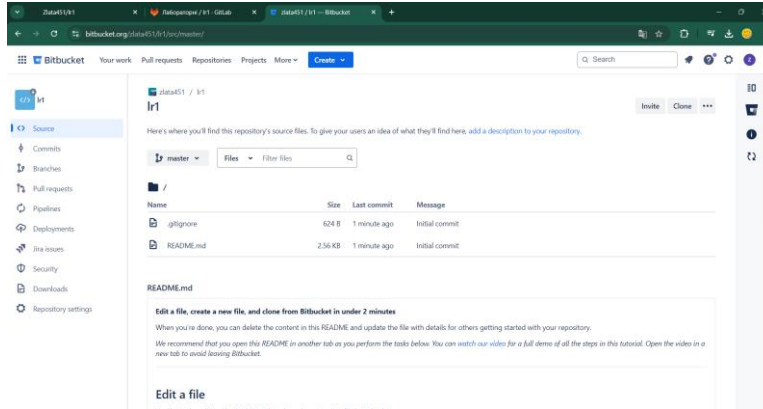 Zlata451/lr1
Лабораторні / lr1 · GitLab
zlata451 / lr1 — Bitbucket
bitbucket.org/zlata451/lr1/src/master/
Bitbucket Your work Pull requests Repositories Projects More Create Search
lr1
Source
Commits
Branches
Pull requests
Pipelines
Deployments
Jira issues
Security
Downloads
Repository settings
zlata451 / lr1
lr1
Invite Clone
Here's where you'll find this repository's source files. To give your users an idea of what they'll find here, add a description to your repository.
master Files Filter files
/
Name Size Last commit Message
.gitignore 624 B 1 minute ago Initial commit
README.md 2.56 KB 1 minute ago Initial commit
README.md
Edit a file, create a new file, and clone from Bitbucket in under 2 minutes
When you're done, you can delete the content in this README and update the file with details for others getting started with your repository.
We recommend that you open this README in another tab as you perform the tasks below. You can watch our video for a full demo of all the steps in this tutorial. Open the video in a
new tab to avoid leaving Bitbucket.
Edit a file